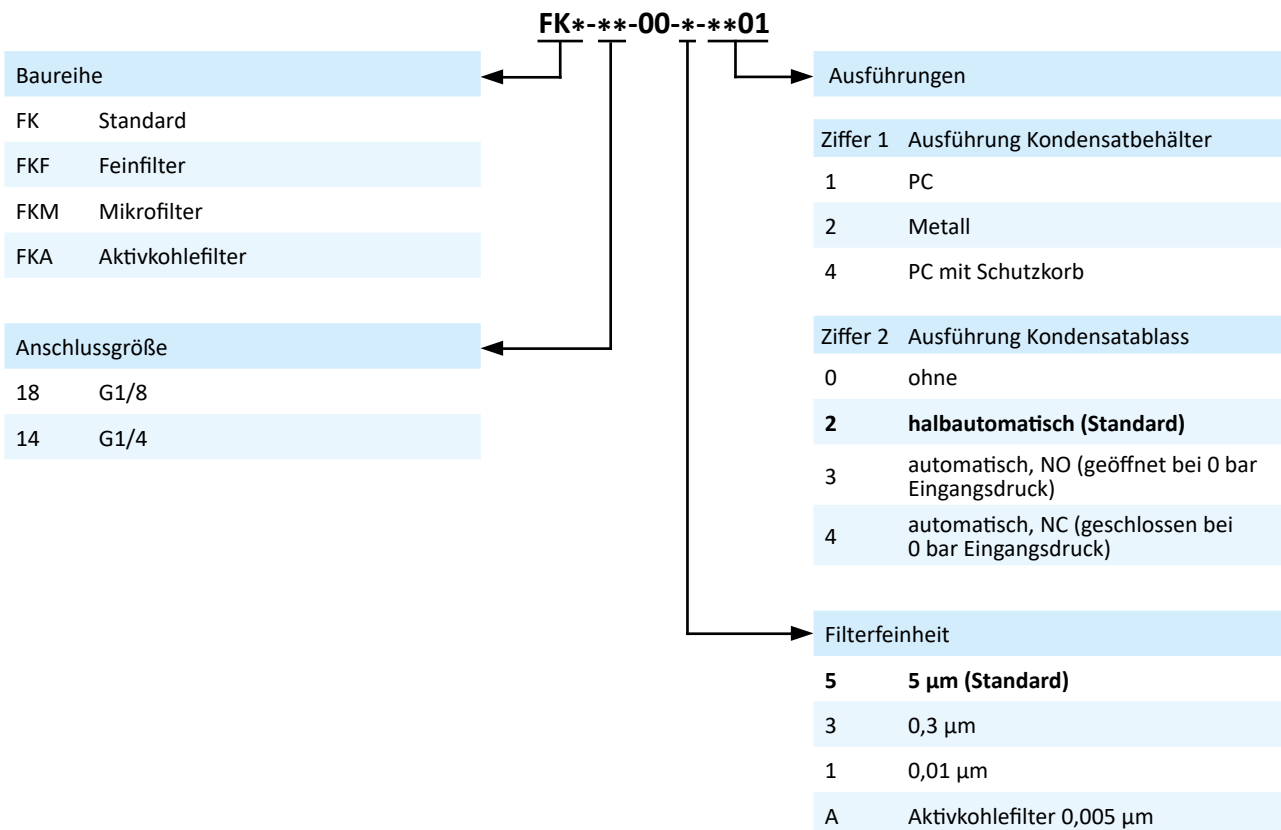 FK∗-∗∗-00-∗-∗∗01
Baureihe
FK Standard
FKF Feinfilter
FKM Mikrofilter
FKA Aktivkohlefilter
Anschlussgröße
18 G1/8
14 G1/4
Ausführungen
Ziffer 1 Ausführung Kondensatbehälter
1 PC
2 Metall
4 PC mit Schutzkorb
Ziffer 2 Ausführung Kondensatablass
0 ohne
2 halbautomatisch (Standard)
3 automatisch, NO (geöffnet bei 0 bar
Eingangsdruck)
4 automatisch, NC (geschlossen bei
0 bar Eingangsdruck)
Filterfeinheit
5 5 µm (Standard)
3 0,3 µm
1 0,01 µm
A Aktivkohlefilter 0,005 µm